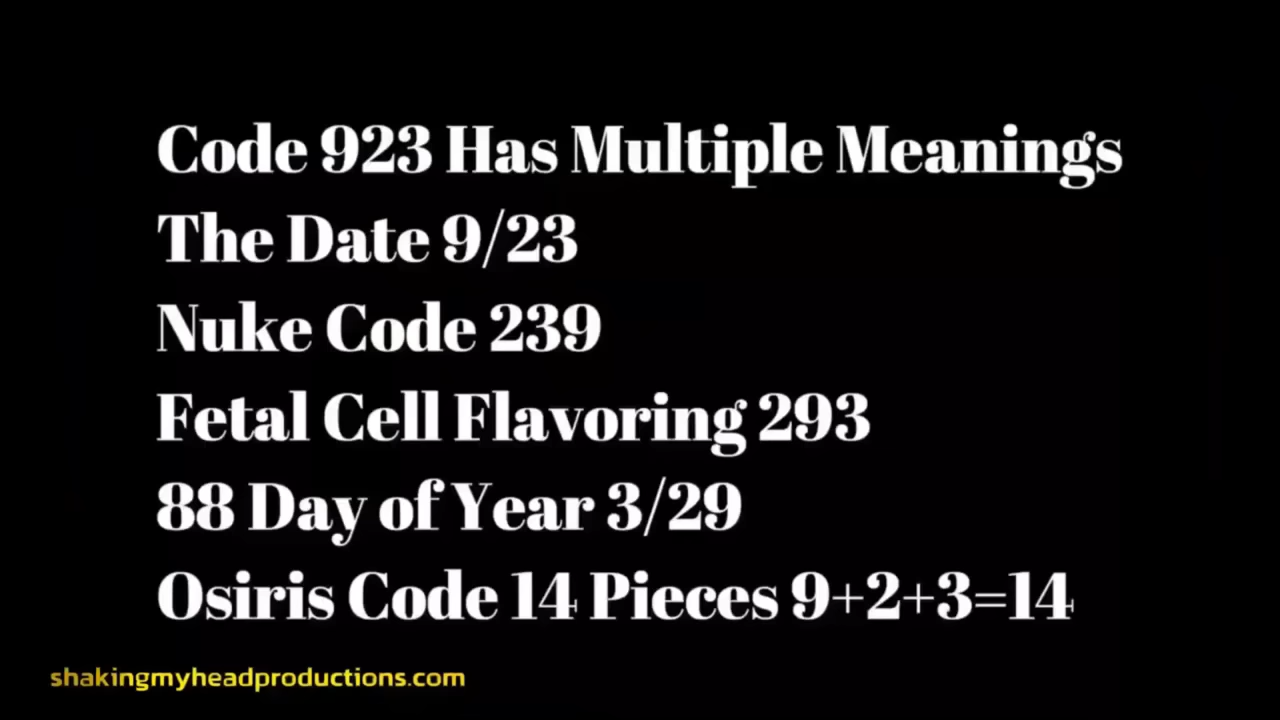 Code 923 Has Multiple Meanings
The Date 9/23
Nuke Code 239
Fetal Cell Flavoring 293
88 Day of Year 3/29
Osiris Code 14 Pieces 9+2+3=14
shakingmyheadproductions.com